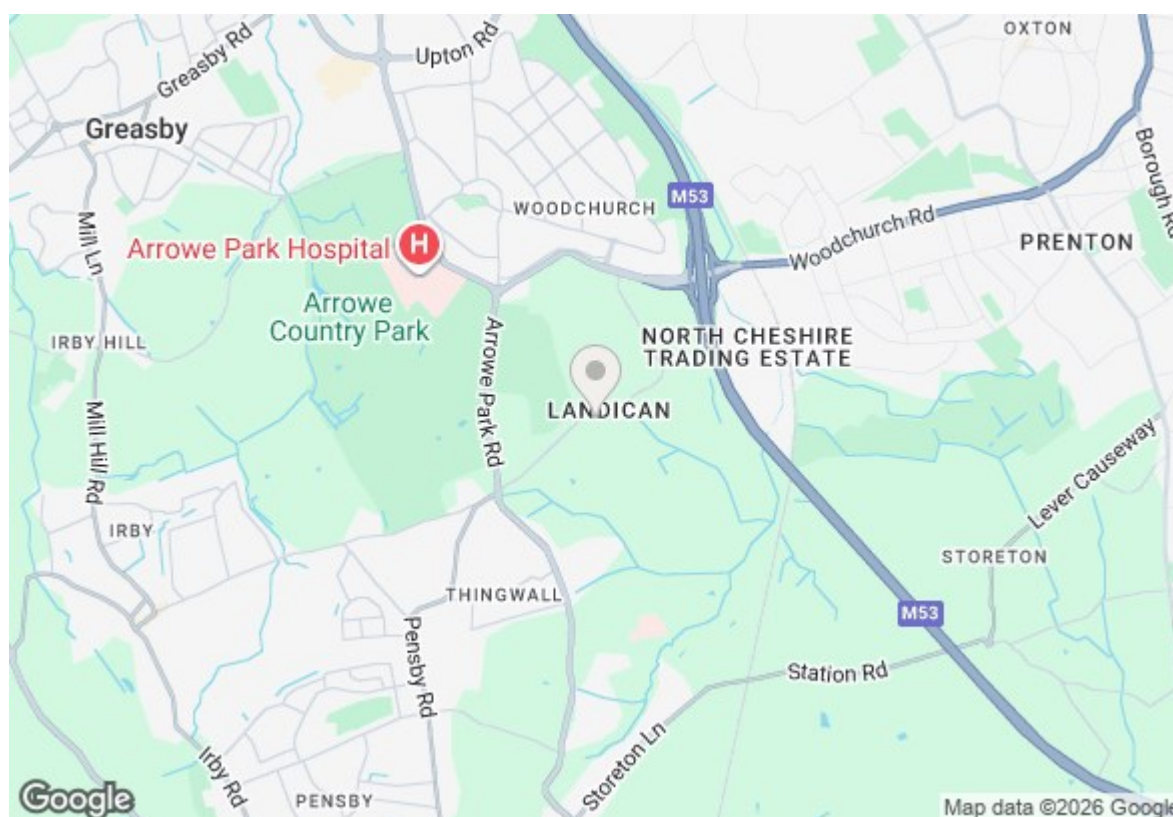 OXTON
Upton Rd
Greasby Rd
Greasby
Borough Rd
M53
WOODCHURCH
Woodchurch Rd
PRENTON
Mill Ln
Arrowe Park Hospital
H
Arrowe
Country Park
IRBY HILL
Arrowe Park Rd
NORTH CHESHIRE
TRADING ESTATE
LANDICAN
Mill Hill Rd
Lever Causeway
IRBY
STORETON
THINGWALL
M53
Pensby Rd
Station Rd
Storeton Ln
Irby Rd
PENSBY
Google
Map data ©2026 Google